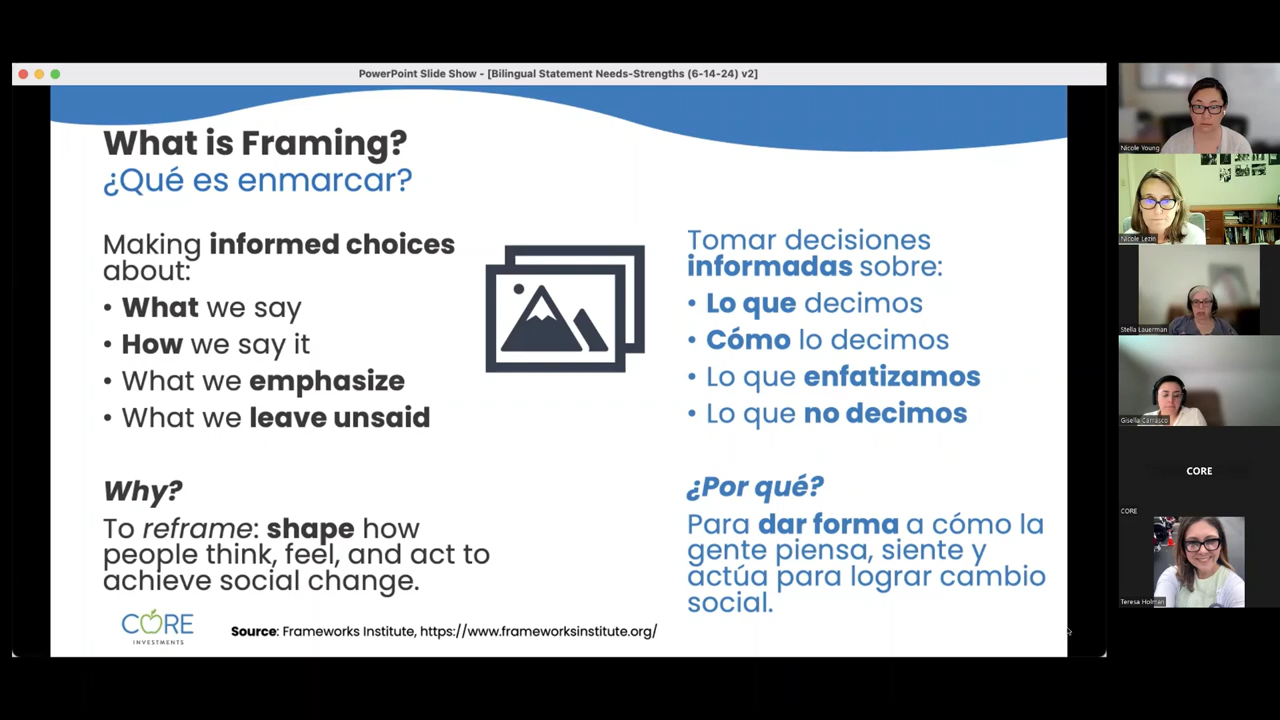 PowerPoint Slide Show - [Bilingual Statement Needs-Strengths (6-14-24) v2]
What is Framing?
¿Qué es enmarcar?
Making informed choices
about:
• What we say
• How we say it
• What we emphasize
• What we leave unsaid
Why?
To reframe: shape how
people think, feel, and act to
achieve social change.
Tomar decisiones
informadas sobre:
• Lo que decimos
• Cómo lo decimos
• Lo que enfatizamos
• Lo que no decimos
¿Por qué?
Para dar forma a cómo la
gente piensa, siente y
actúa para lograr cambio
social.
CORE
INVESTMENTS
Source: Frameworks Institute, https://www.frameworksinstitute.org/
Nicole Young
Nicole Lezin
Stella Lauerman
Gisella Carrasco
CORE
CORE
Teresa Holman